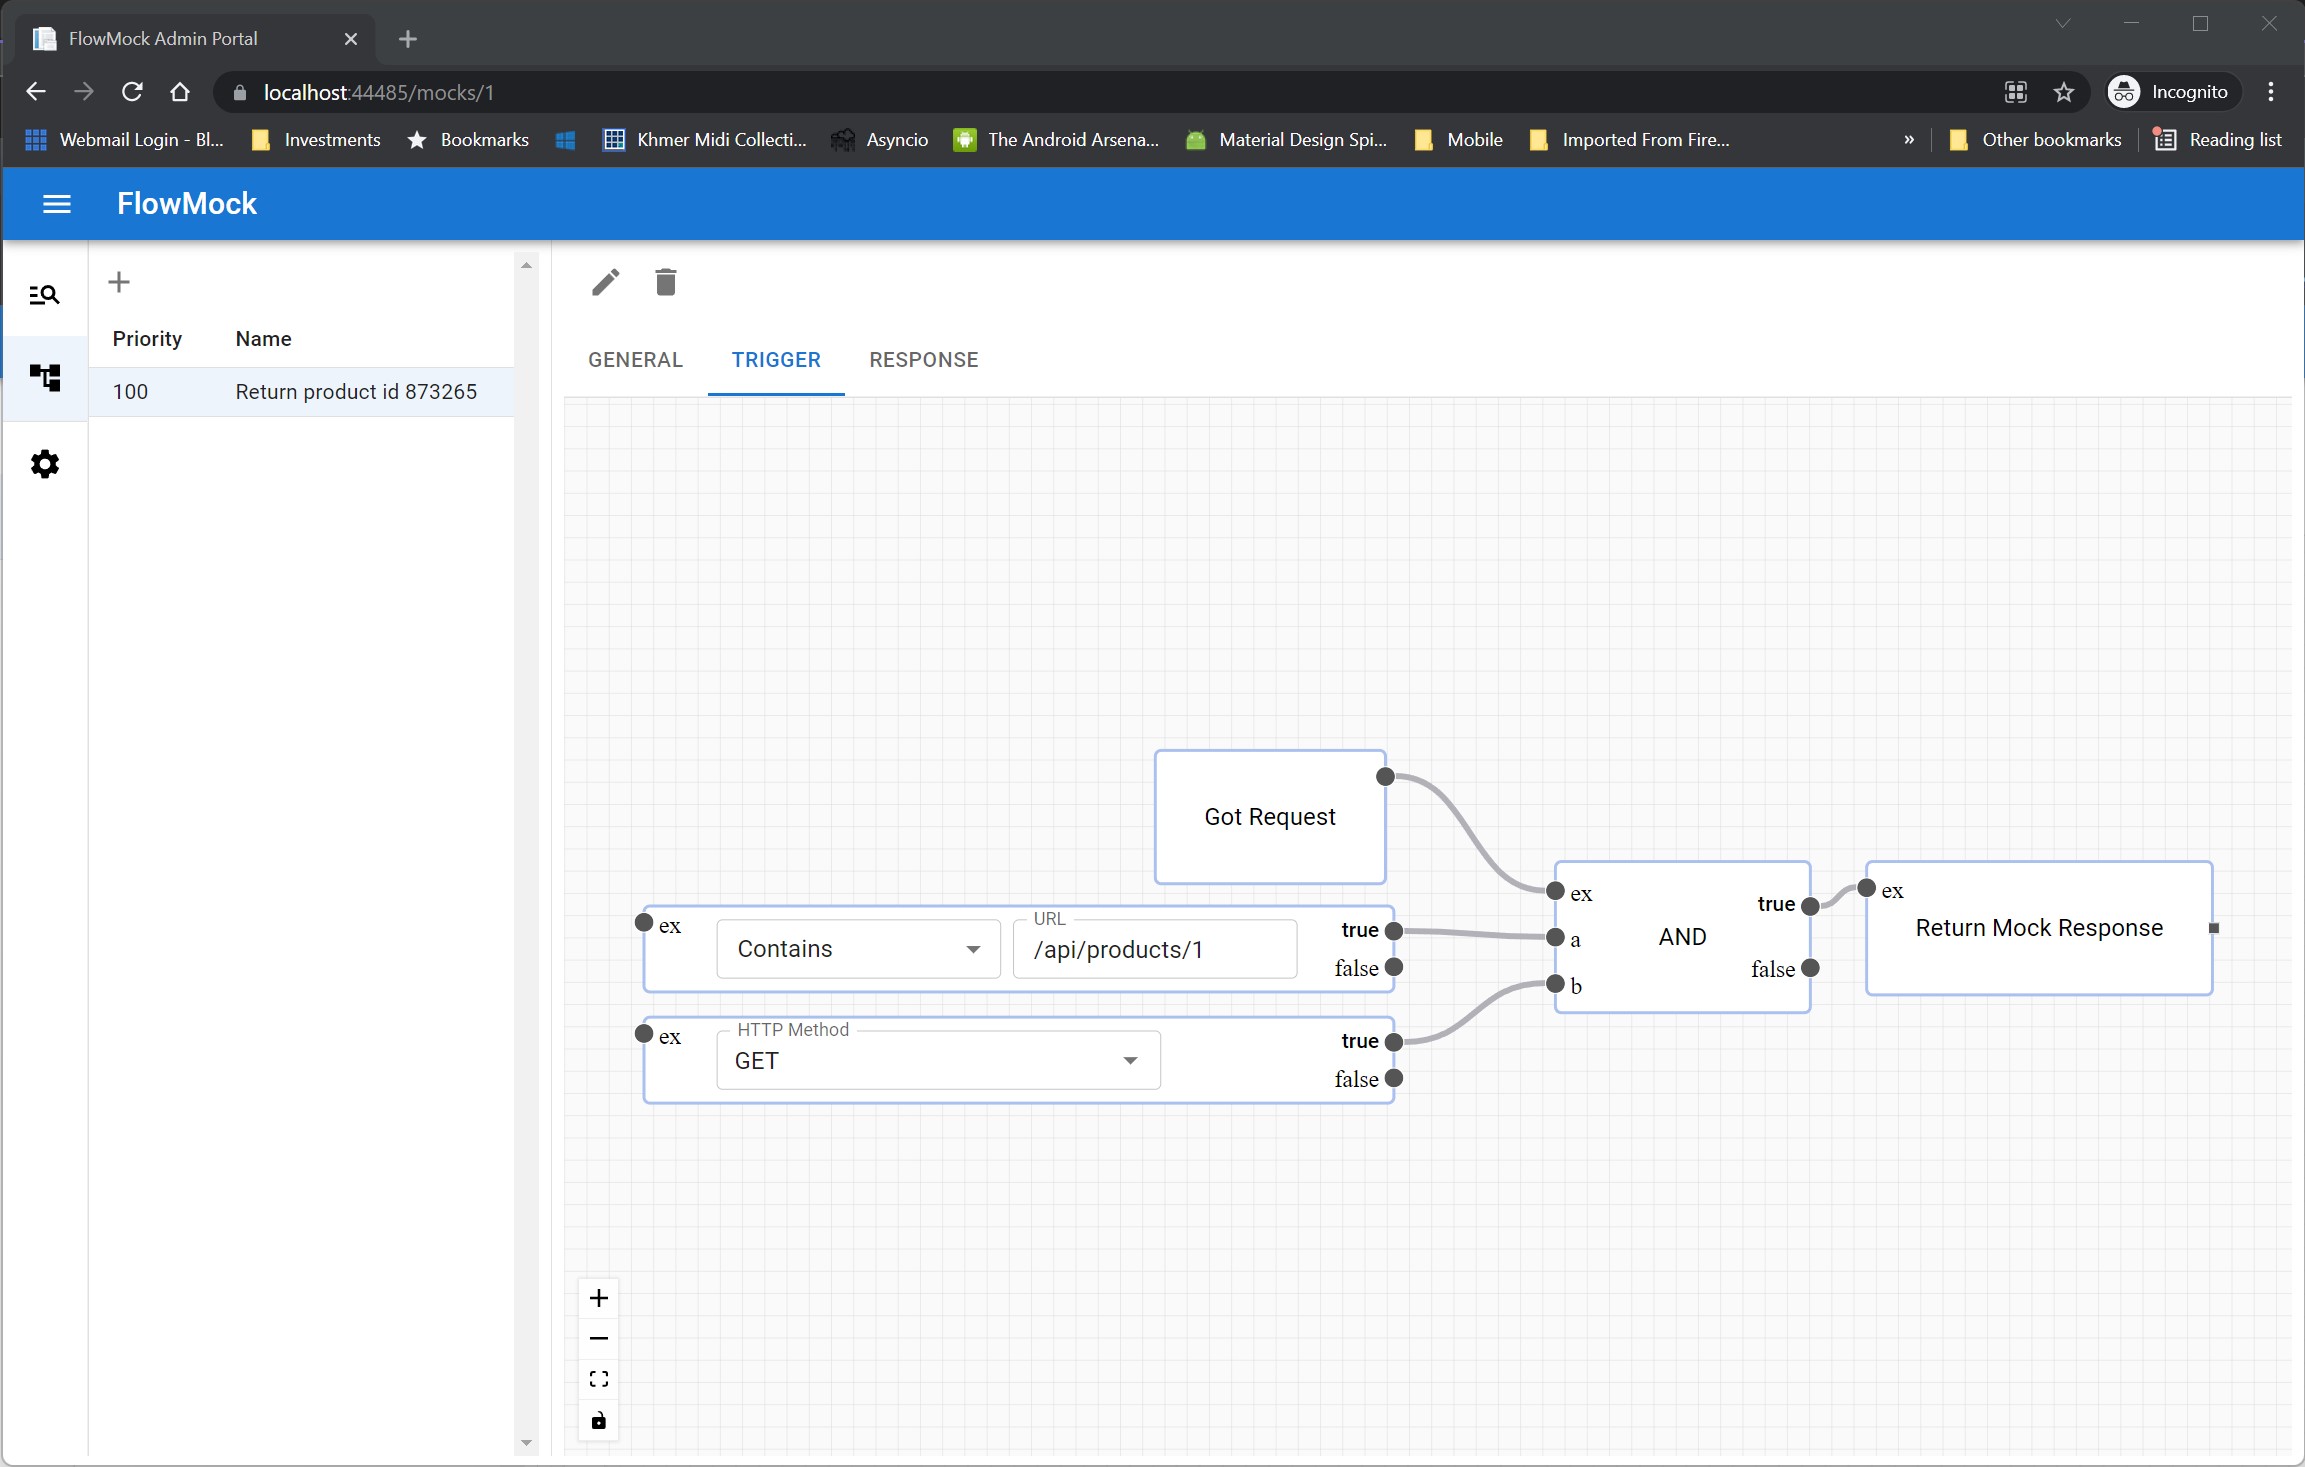 FlowMock Admin Portal
localhost:44485/mocks/1
Incognito
Webmail Login - Bl...
Investments
Bookmarks
Khmer Midi Collecti...
Asyncio
The Android Arsena...
Material Design Spi...
Mobile
Imported From Fire...
»
Other bookmarks
Reading list
FlowMock
Priority Name
100 Return product id 873265
GENERAL TRIGGER RESPONSE
Got Request
ex
Contains
URL
/api/products/1
true
false
ex
HTTP Method
GET
true
false
ex
a
b
AND
true
false
ex
Return Mock Response